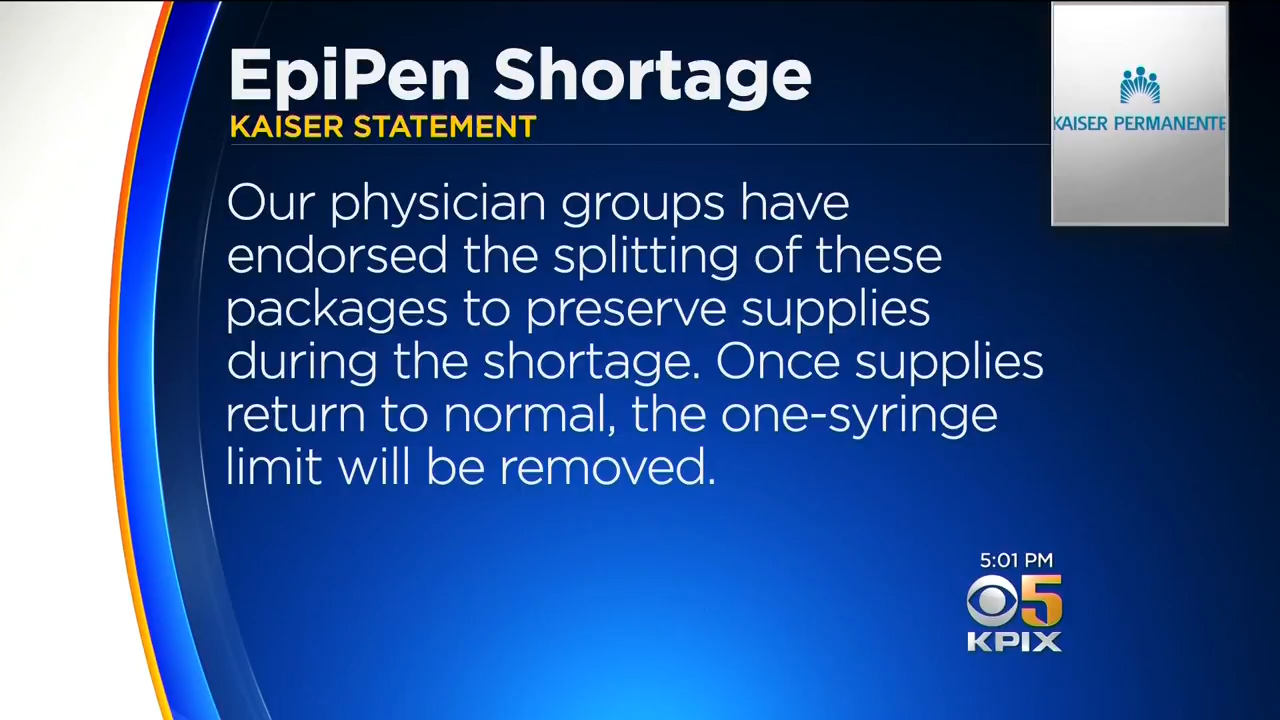 EpiPen Shortage
KAISER STATEMENT
KAISER PERMANENTE
Our physician groups have
endorsed the splitting of these
packages to preserve supplies
during the shortage. Once supplies
return to normal, the one-syringe
limit will be removed.
5:01 PM
5
KPIX